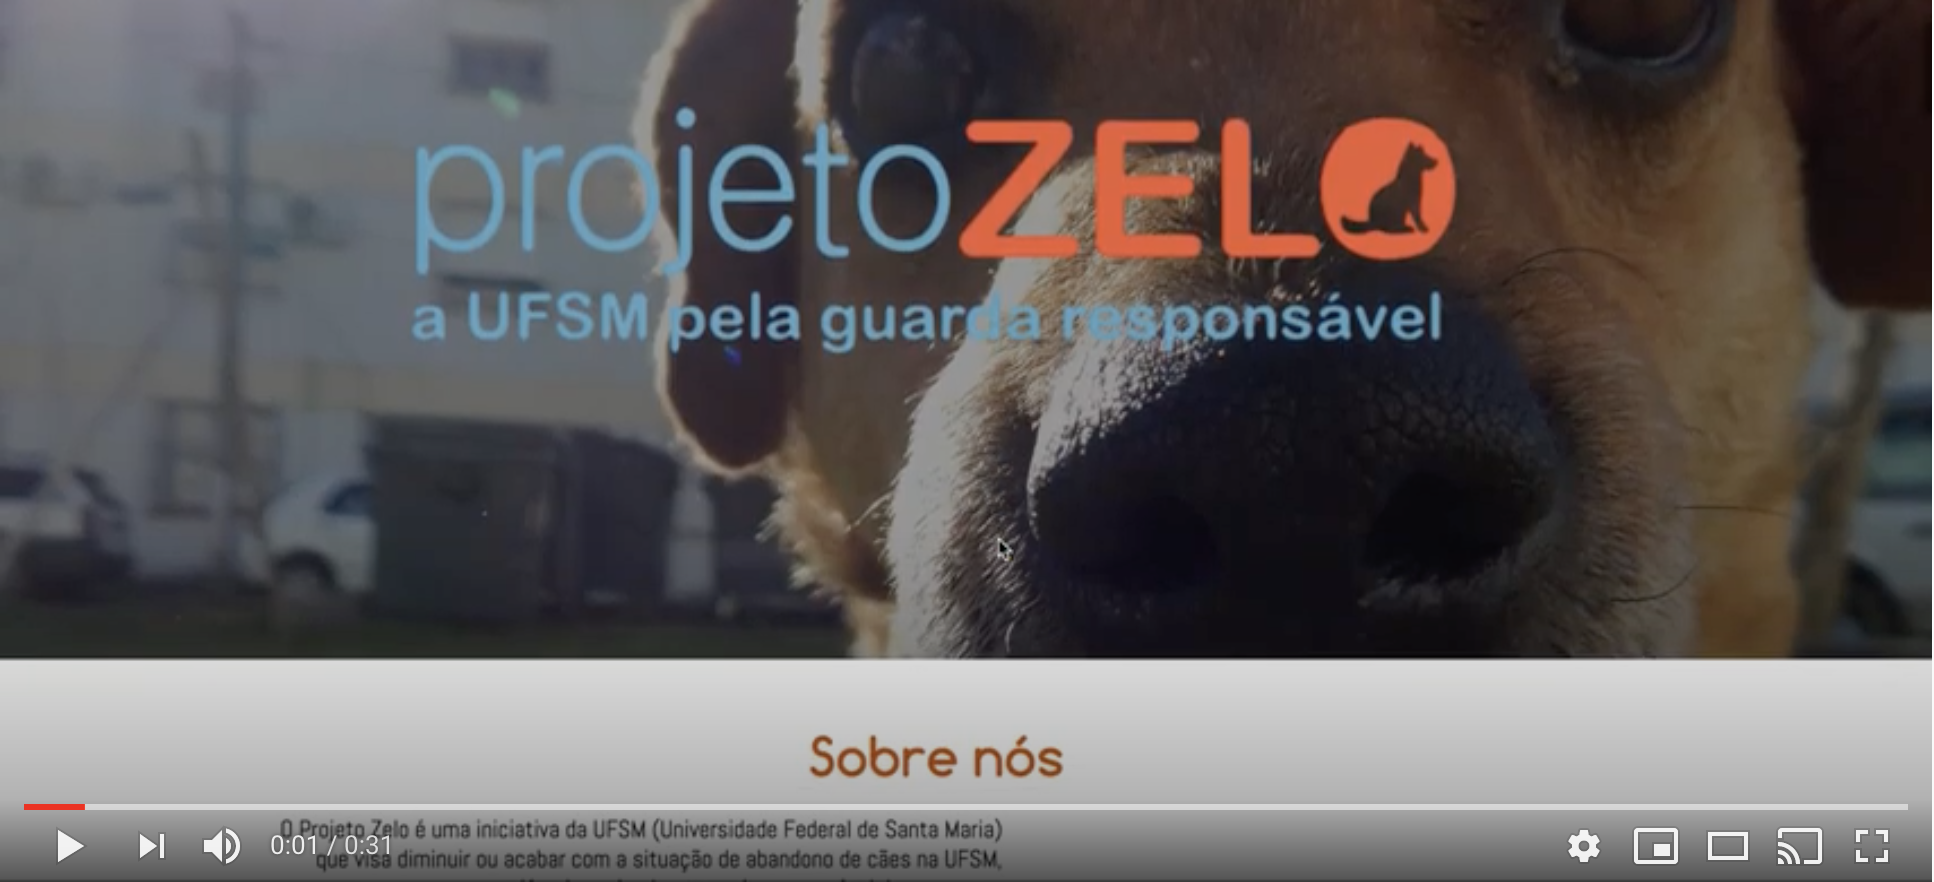 projetoZELO
a UFSM pela guarda responsável
Sobre nós
O Projeto Zelo é uma iniciativa da UFSM (Universidade Federal de Santa Maria)
que visa diminuir ou acabar com a situação de abandono de cães na UFSM,
0:01 / 0:31